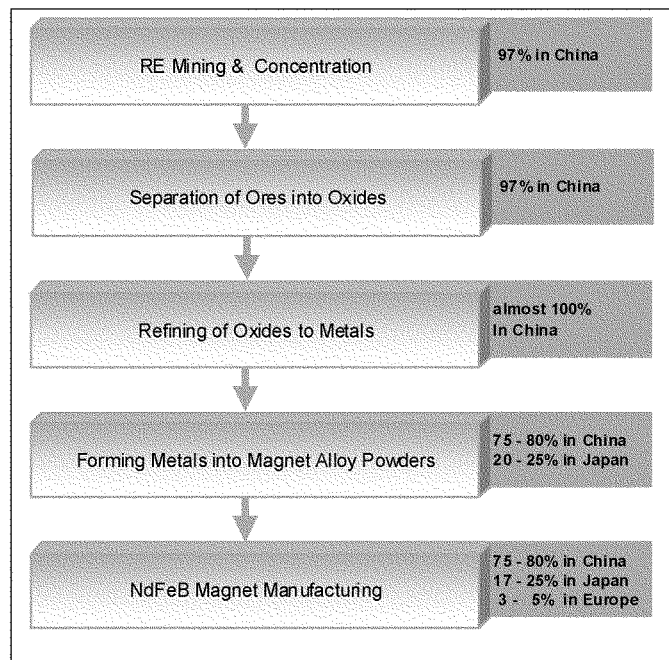 RE Mining & Concentration
97% in China
Separation of Ores into Oxides
97% in China
Refining of Oxides to Metals
almost 100%
In China
Forming Metals into Magnet Alloy Powders
75 - 80% in China
20 - 25% in Japan
NdFeB Magnet Manufacturing
75 - 80% in China
17 - 25% in Japan
3 - 5% in Europe